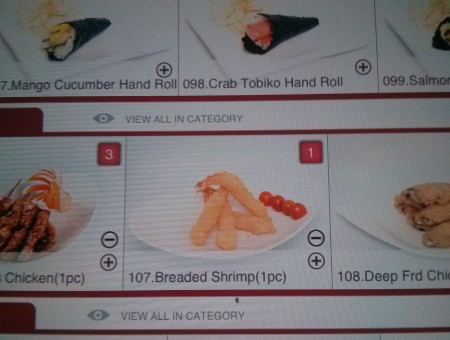 7.Mango Cucumber Hand Roll 098.Crab Tobiko Hand Roll 099.Salmon
VIEW ALL IN CATEGORY
3 1
s Chicken(1pc) 107.Breaded Shrimp(1pc) 108.Deep Frd Chi
VIEW ALL IN CATEGORY